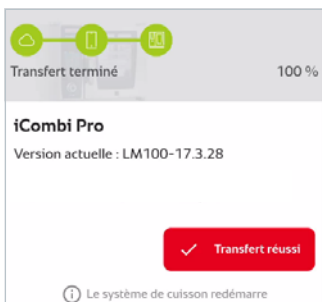 Transfert terminé 100 %
iCombi Pro
Version actuelle : LM100-17.3.28
Transfert réussi
Le système de cuisson redémarre